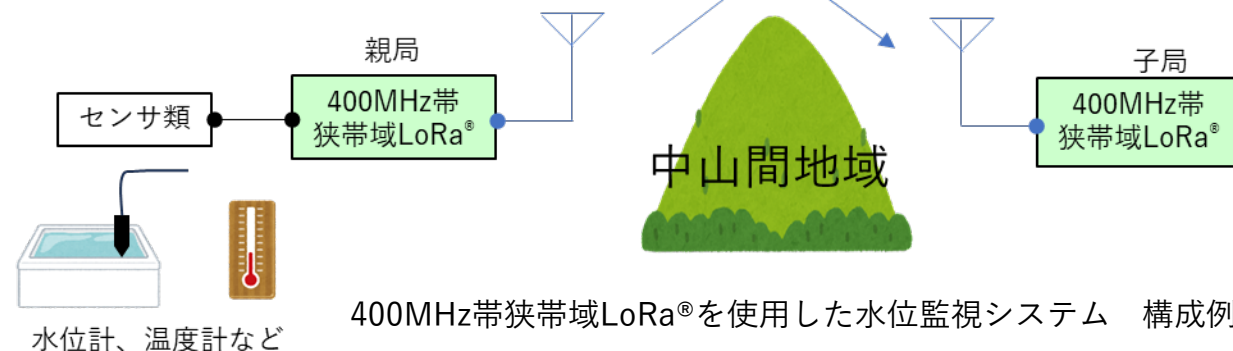 親局
400MHz帯
狭帯域LoRa®
センサ類
中山間地域
子局
400MHz帯
狭帯域LoRa®
水位計、温度計など
400MHz帯狭帯域LoRa®を使用した水位監視システム　構成例